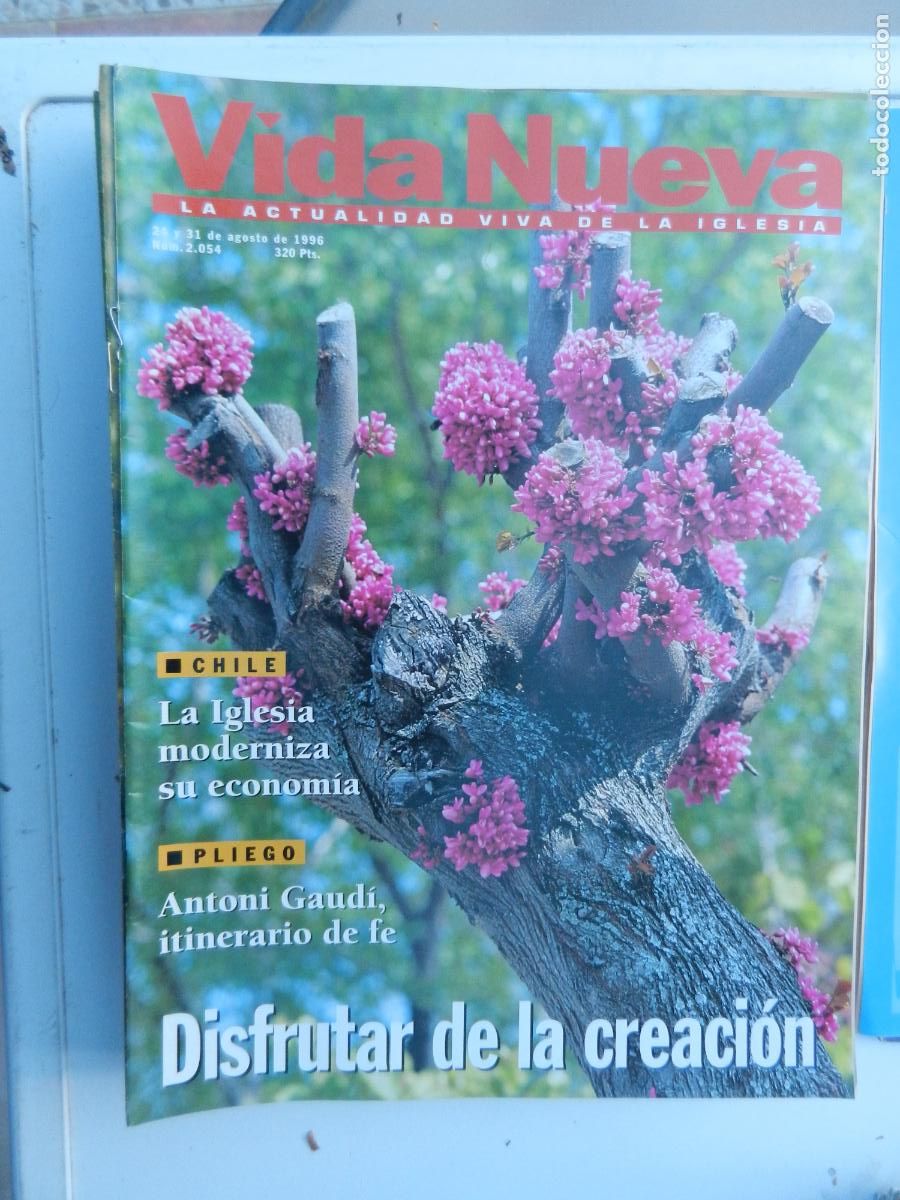 Vida Nueva
LA ACTUALIDAD VIVA DE LA IGLESIA
24 y 31 de agosto de 1996
Núm. 2.054 320 Pts.
CHILE
La Iglesia
moderniza
su economía
PLIEGO
Antoni Gaudí,
itinerario de fe
Disfrutar de la creación
todocoleccion